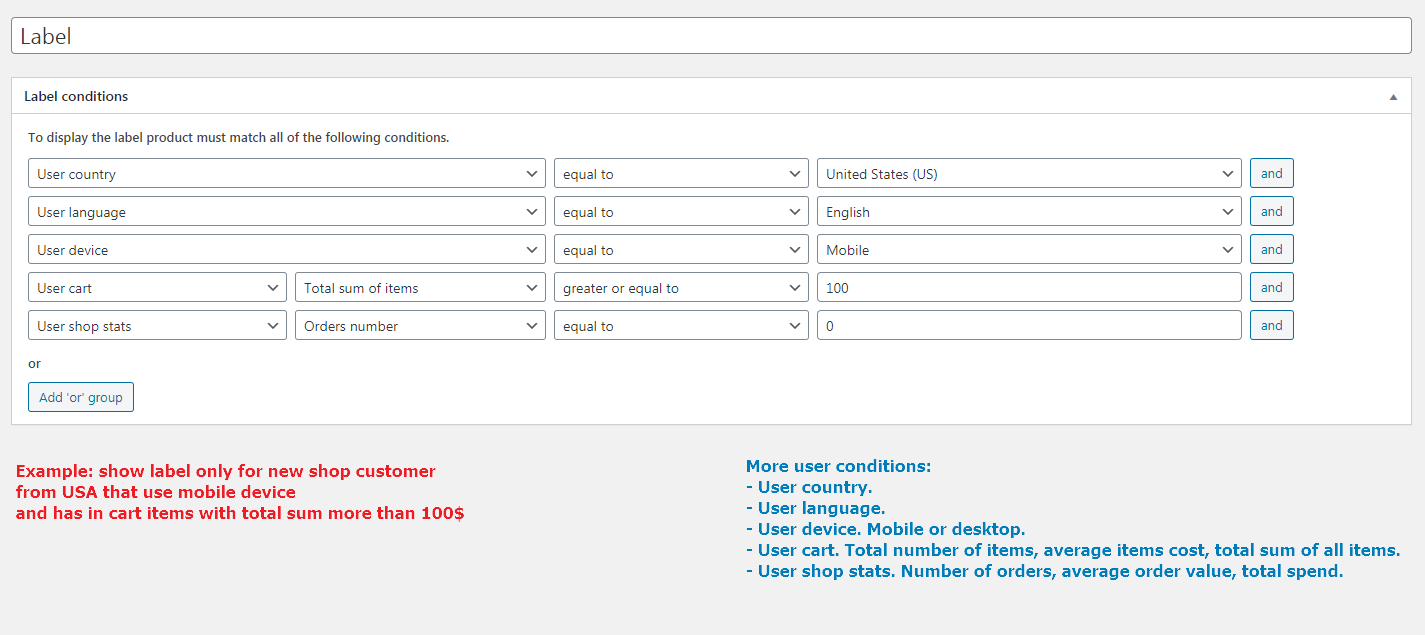 Label
Label conditions
To display the label product must match all of the following conditions.
User country equal to United States (US) and
User language equal to English and
User device equal to Mobile and
User cart Total sum of items greater or equal to 100 and
User shop stats Orders number equal to 0 and
or
Add 'or' group
Example: show label only for new shop customer
from USA that use mobile device
and has in cart items with total sum more than 100$
More user conditions:
- User country.
- User language.
- User device. Mobile or desktop.
- User cart. Total number of items, average items cost, total sum of all items.
- User shop stats. Number of orders, average order value, total spend.